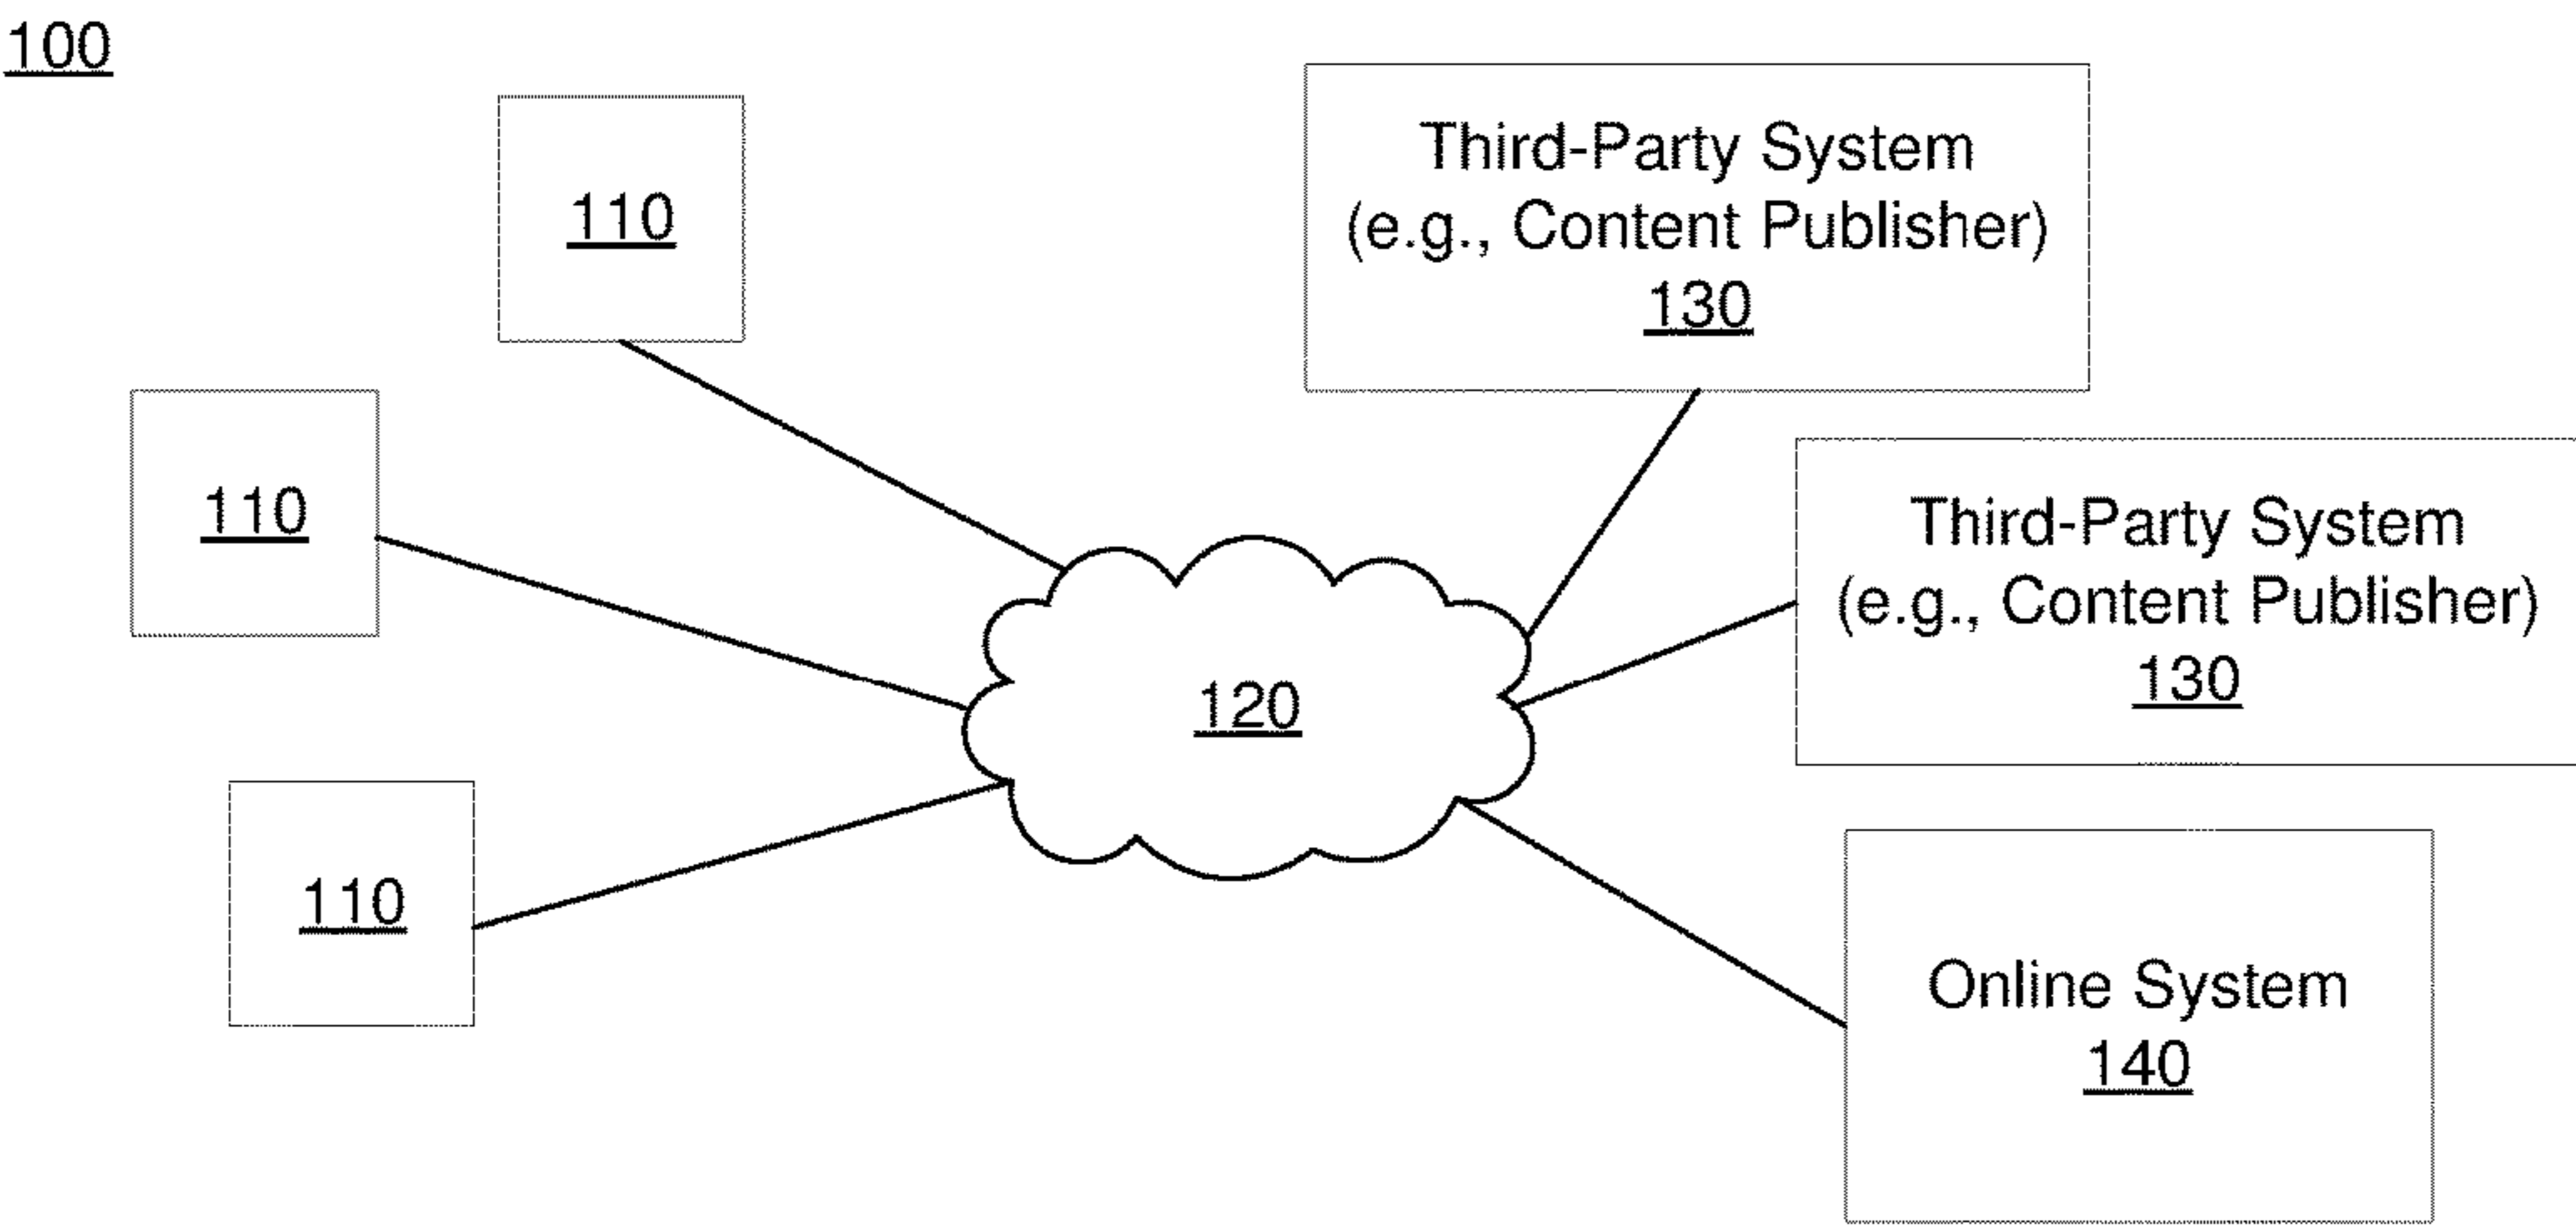 100
110
Third-Party System
(e.g., Content Publisher)
130
110
Third-Party System
(e.g., Content Publisher)
130
120
110
Online System
140